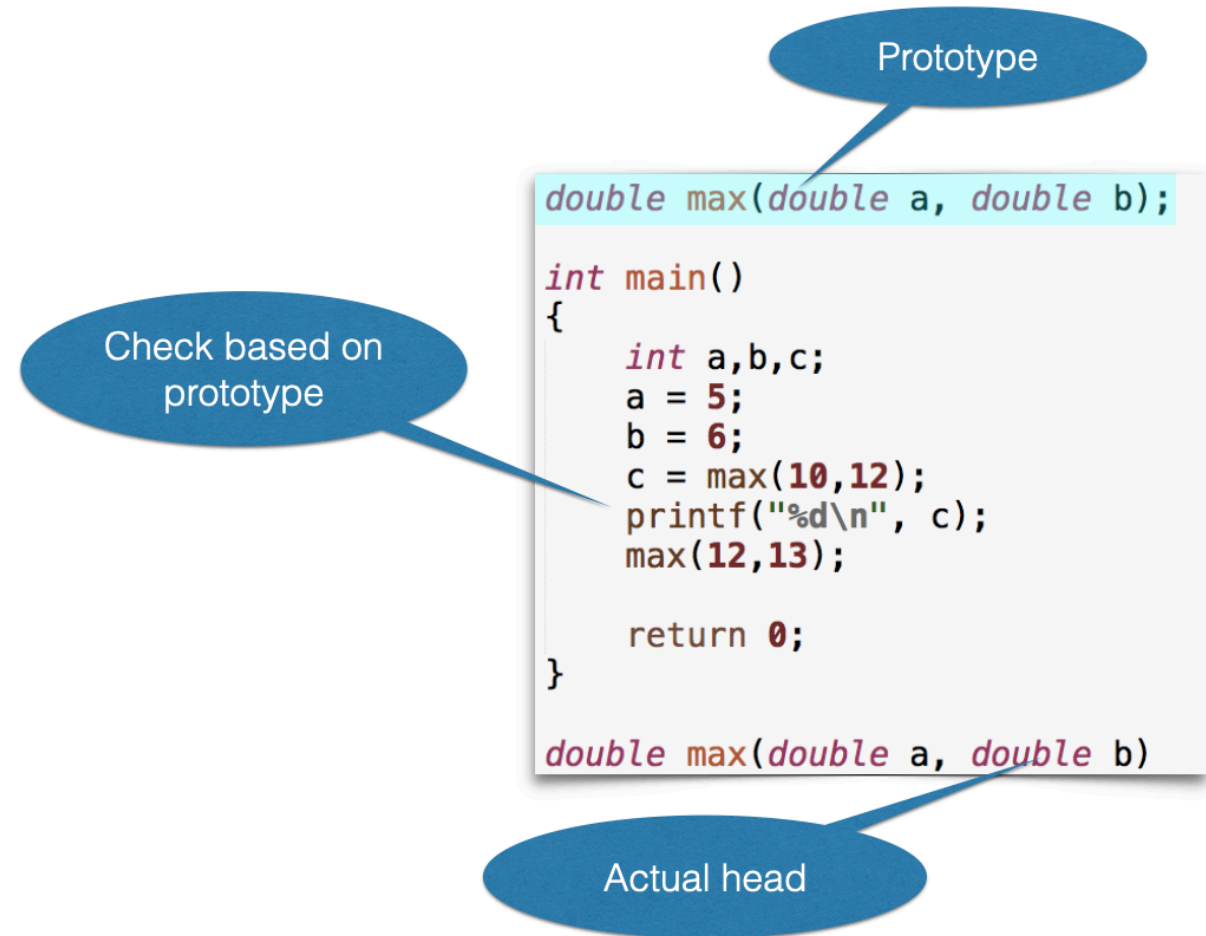 Prototype
double max(double a, double b);
int main()
{
Check based on
prototype
int a,b,c;
a = 5;
b = 6;
c = max(10,12);
printf("%d\n", c);
max(12,13);
return 0;
}
double max(double a, double b)
Actual head